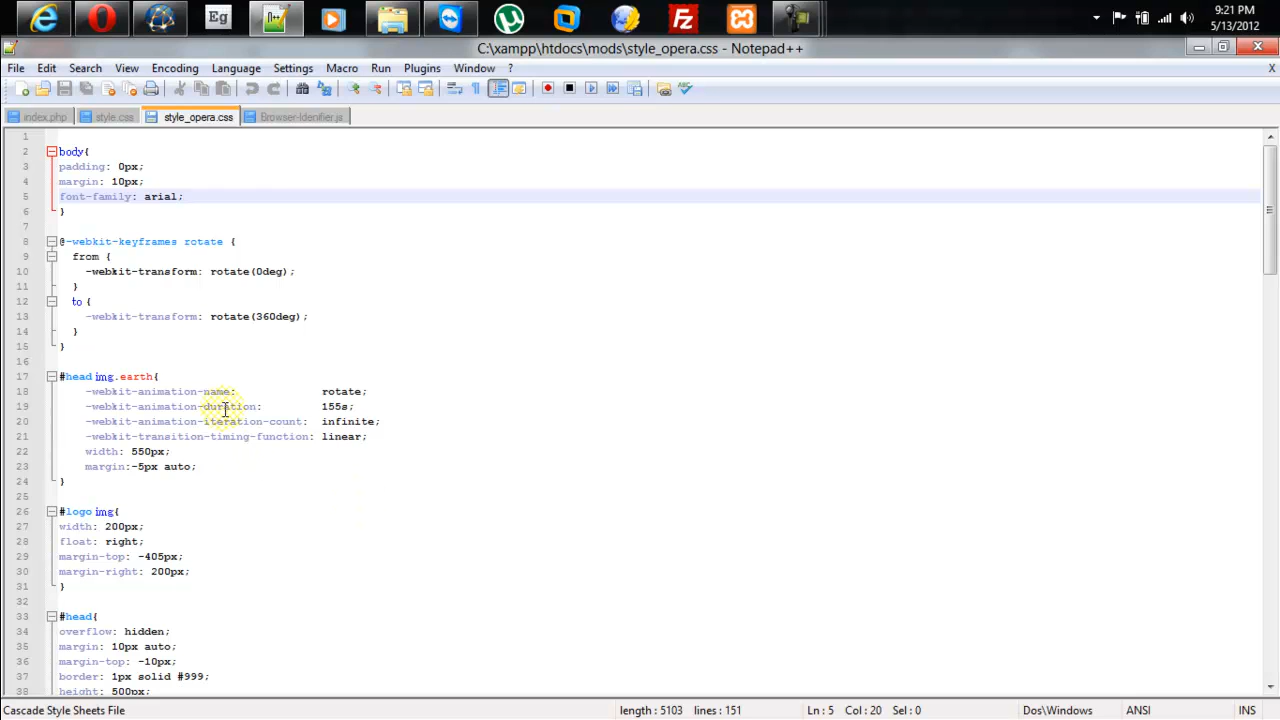 Eg
n++
Fz
9:21 PM
5/13/2012
C:\xampp\htdocs\mods\style_opera.css - Notepad++
File Edit Search View Encoding Language Settings Macro Run Plugins Window ? X
index.php style.css style_opera.css Browser-Idenifier.js
1
2 body{
3 padding: 0px;
4 margin: 10px;
5 font-family: arial;
6 }
7
8 @-webkit-keyframes rotate {
9 from {
10 -webkit-transform: rotate(0deg);
11 }
12 to {
13 -webkit-transform: rotate(360deg);
14 }
15 }
16
17 #head img.earth{
18 -webkit-animation-name: rotate;
19 -webkit-animation-duration: 155s;
20 -webkit-animation-iteration-count: infinite;
21 -webkit-transition-timing-function: linear;
22 width: 550px;
23 margin:-5px auto;
24 }
25
26 #logo img{
27 width: 200px;
28 float: right;
29 margin-top: -405px;
30 margin-right: 200px;
31 }
32
33 #head{
34 overflow: hidden;
35 margin: 10px auto;
36 margin-top: -10px;
37 border: 1px solid #999;
38 height: 500px;
Cascade Style Sheets File length : 5103 lines : 151 Ln : 5 Col : 20 Sel : 0 Dos\Windows ANSI INS